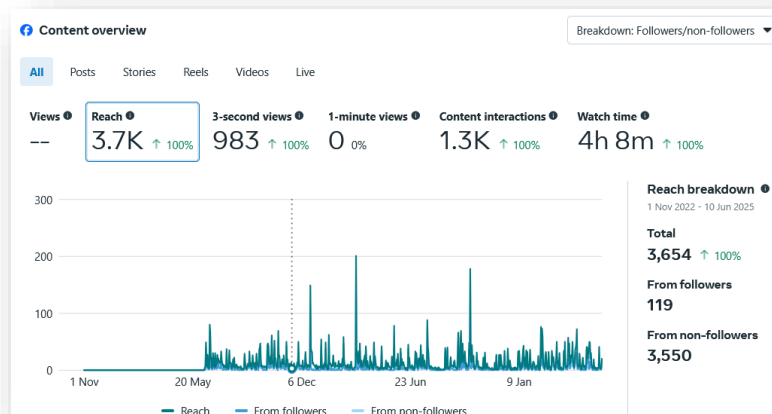 Content overview
Breakdown: Followers/non-followers
All Posts Stories Reels Videos Live
Views Reach 3-second views 1-minute views Content interactions Watch time
-- 3.7K ↑ 100% 983 ↑ 100% 0 0% 1.3K ↑ 100% 4h 8m ↑ 100%
Reach breakdown
1 Nov 2022 - 10 Jun 2025
Total
3,654 ↑ 100%
From followers
119
From non-followers
3,550
300
200
100
0
1 Nov 20 May 6 Dec 23 Jun 9 Jan
Reach From followers From non-followers